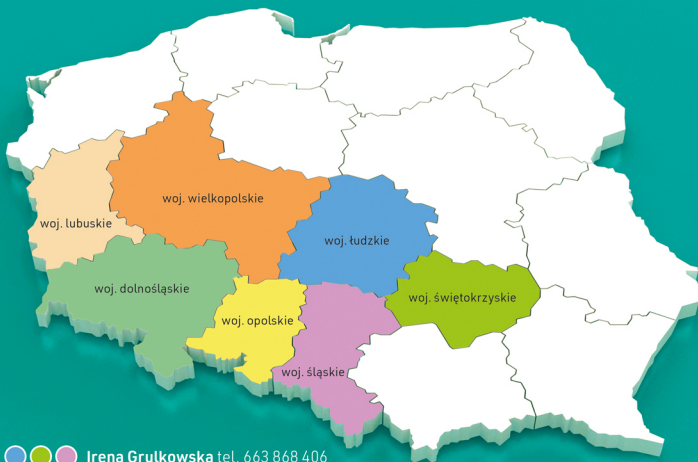 woj. wielkopolskie
woj. lubuskie
woj. łudzkie
woj. dolnośląskie
woj. świętokrzyskie
woj. opolskie
woj. śląskie
Irena Grulkowska tel. 663 868 406